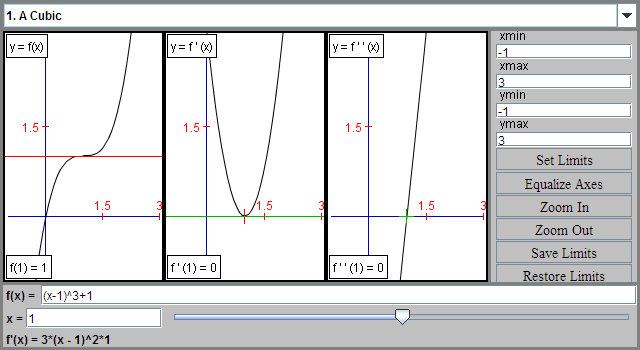 1. A Cubic
y = f(x)
1.5
1.5
3
f(1) = 1
y = f ' (x)
1.5
1.5
3
f ' (1) = 0
y = f ' ' (x)
1.5
1.5
3
f ' ' (1) = 0
xmin
-1
xmax
3
ymin
-1
ymax
3
Set Limits
Equalize Axes
Zoom In
Zoom Out
Save Limits
Restore Limits
f(x) = (x-1)^3+1
x = 1
f'(x) = 3*(x - 1)^2*1